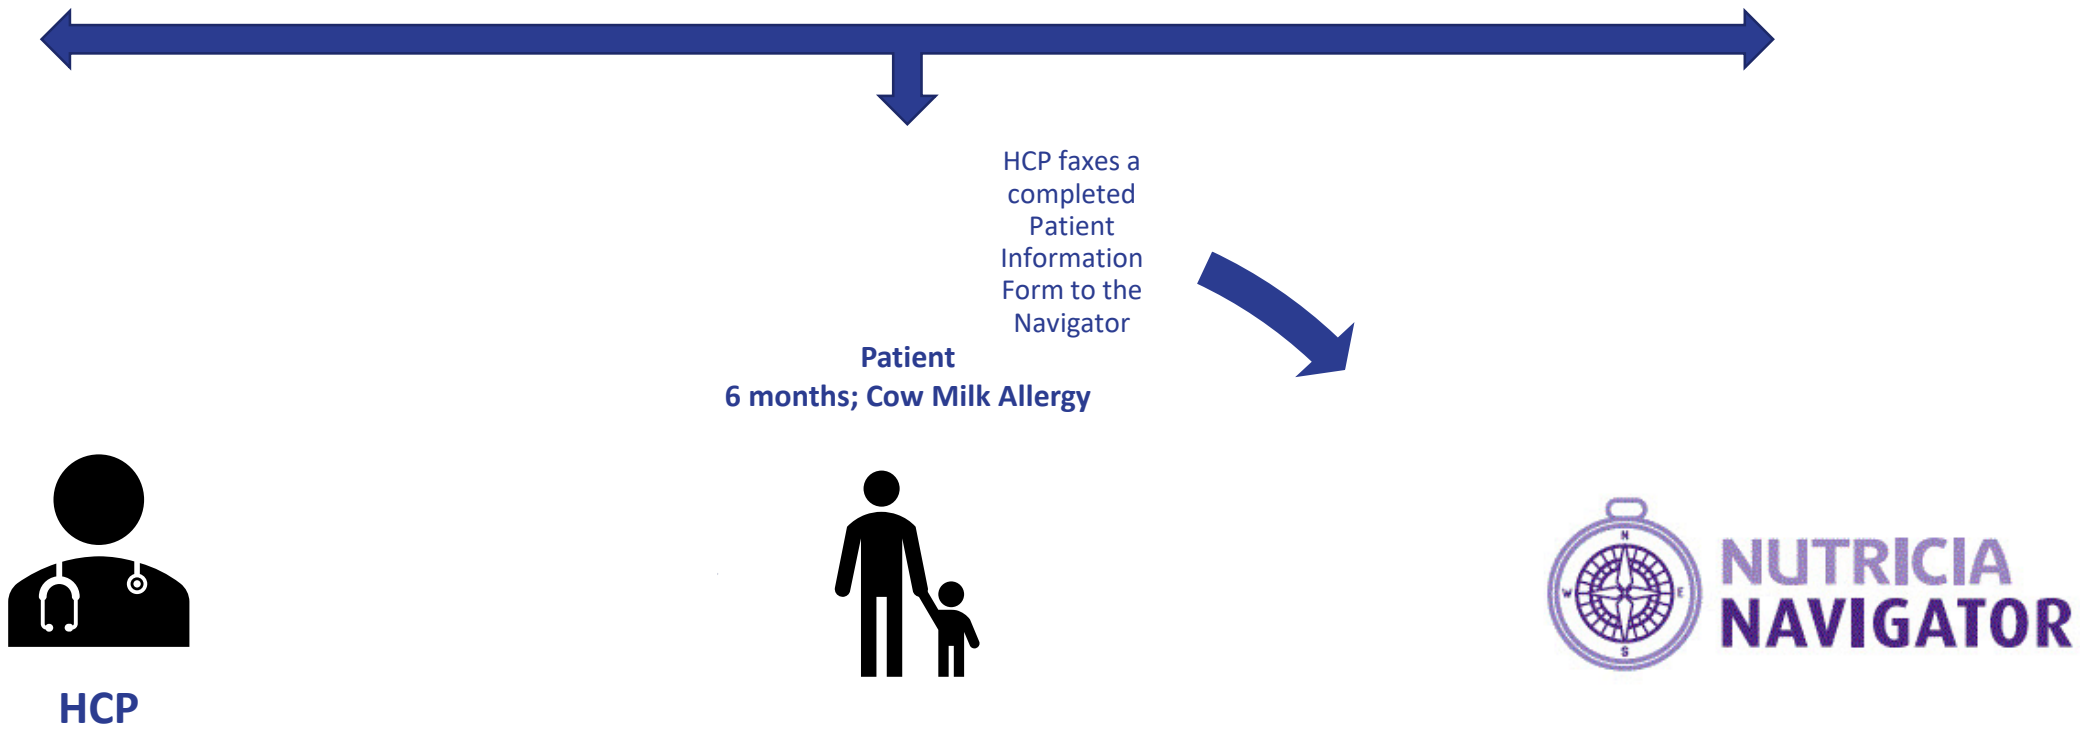 HCP faxes a
completed
Patient
Information
Form to the
Navigator
Patient
6 months; Cow Milk Allergy
N
W
E
S
NUTRICIA
NAVIGATOR
HCP